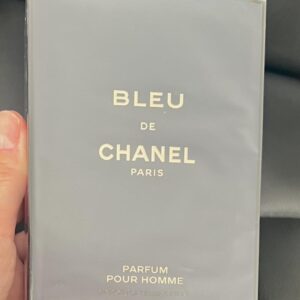 BLEU
DE
CHANEL
PARIS
PARFUM
POUR HOMME